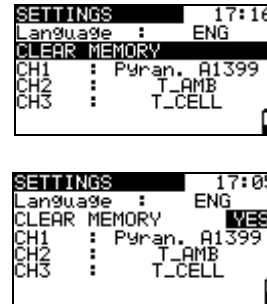 SETTINGS 17:16
Language : ENG
CLEAR MEMORY
CH1 : Pyran. A1399
CH2 : T_AMB
CH3 : T_CELL
SETTINGS 17:05
Language : ENG
CLEAR MEMORY YES
CH1 : Pyran. A1399
CH2 : T_AMB
CH3 : T_CELL